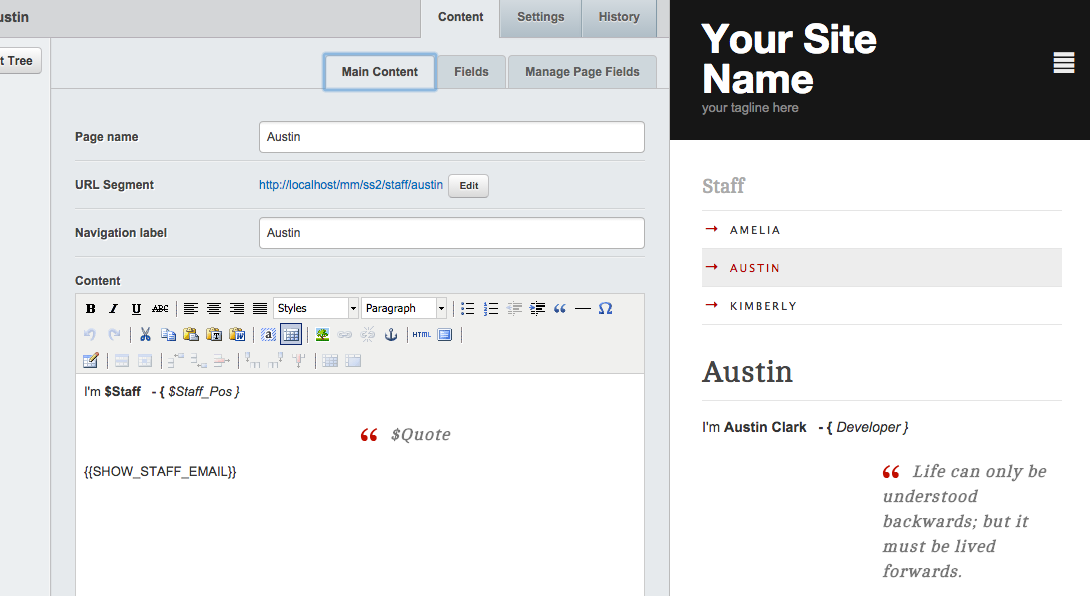 ustin
Content Settings History
t Tree
Main Content Fields Manage Page Fields
Page name Austin
URL Segment http://localhost/mm/ss2/staff/austin Edit
Navigation label Austin
Content
B I U ABC Styles Paragraph “ — Ω
T W a HTML
I'm $Staff - { $Staff_Pos }
“ $Quote
{{SHOW_STAFF_EMAIL}}
Your Site
Name
your tagline here
Staff
→ AMELIA
→ AUSTIN
→ KIMBERLY
Austin
I'm Austin Clark - { Developer }
“ Life can only be
understood
backwards; but it
must be lived
forwards.